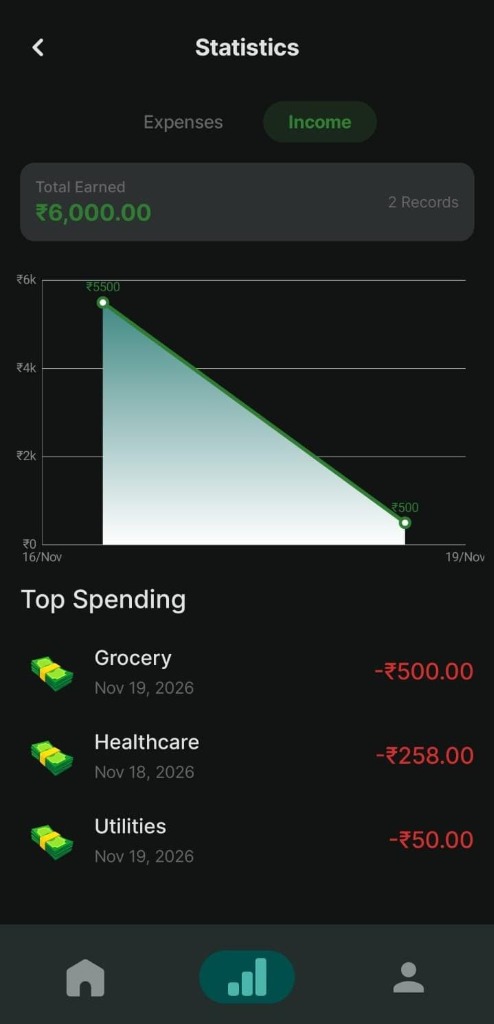 Statistics
Expenses
Income
Total Earned
₹6,000.00
2 Records
₹6k
₹5500
₹4k
₹2k
₹500
₹0
16/Nov
19/Nov
Top Spending
Grocery
-₹500.00
Nov 19, 2026
Healthcare
-₹258.00
Nov 18, 2026
Utilities
-₹50.00
Nov 19, 2026